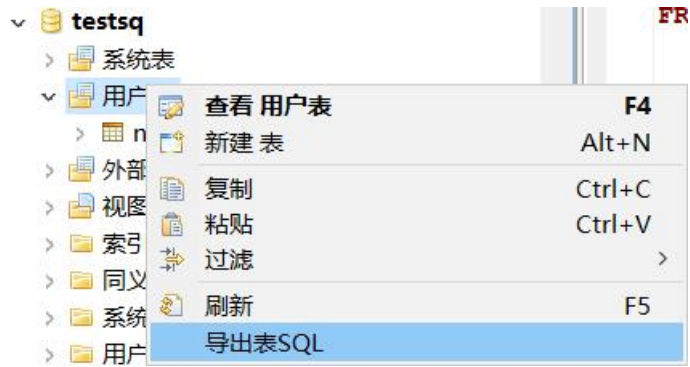 testsq
FR
系统表
用户
查看 用户表 F4
n
新建 表 Alt+N
外部
复制 Ctrl+C
视图
粘贴 Ctrl+V
索引
过滤
同义
刷新 F5
系统
导出表SQL
用户